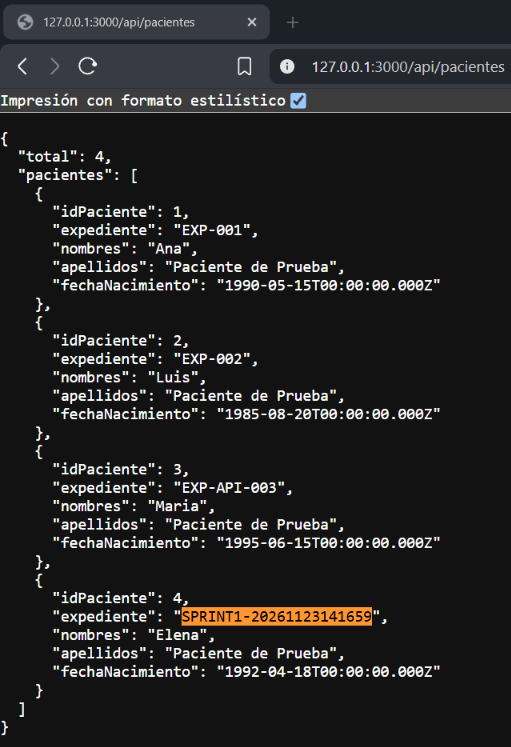 127.0.0.1:3000/api/pacientes
127.0.0.1:3000/api/pacientes
Impresión con formato estilístico
{
  "total": 4,
  "pacientes": [
    {
      "idPaciente": 1,
      "expediente": "EXP-001",
      "nombres": "Ana",
      "apellidos": "Paciente de Prueba",
      "fechaNacimiento": "1990-05-15T00:00:00.000Z"
    },
    {
      "idPaciente": 2,
      "expediente": "EXP-002",
      "nombres": "Luis",
      "apellidos": "Paciente de Prueba",
      "fechaNacimiento": "1985-08-20T00:00:00.000Z"
    },
    {
      "idPaciente": 3,
      "expediente": "EXP-API-003",
      "nombres": "Maria",
      "apellidos": "Paciente de Prueba",
      "fechaNacimiento": "1995-06-15T00:00:00.000Z"
    },
    {
      "idPaciente": 4,
      "expediente": "SPRINT1-20261123141659",
      "nombres": "Elena",
      "apellidos": "Paciente de Prueba",
      "fechaNacimiento": "1992-04-18T00:00:00.000Z"
    }
  ]
}